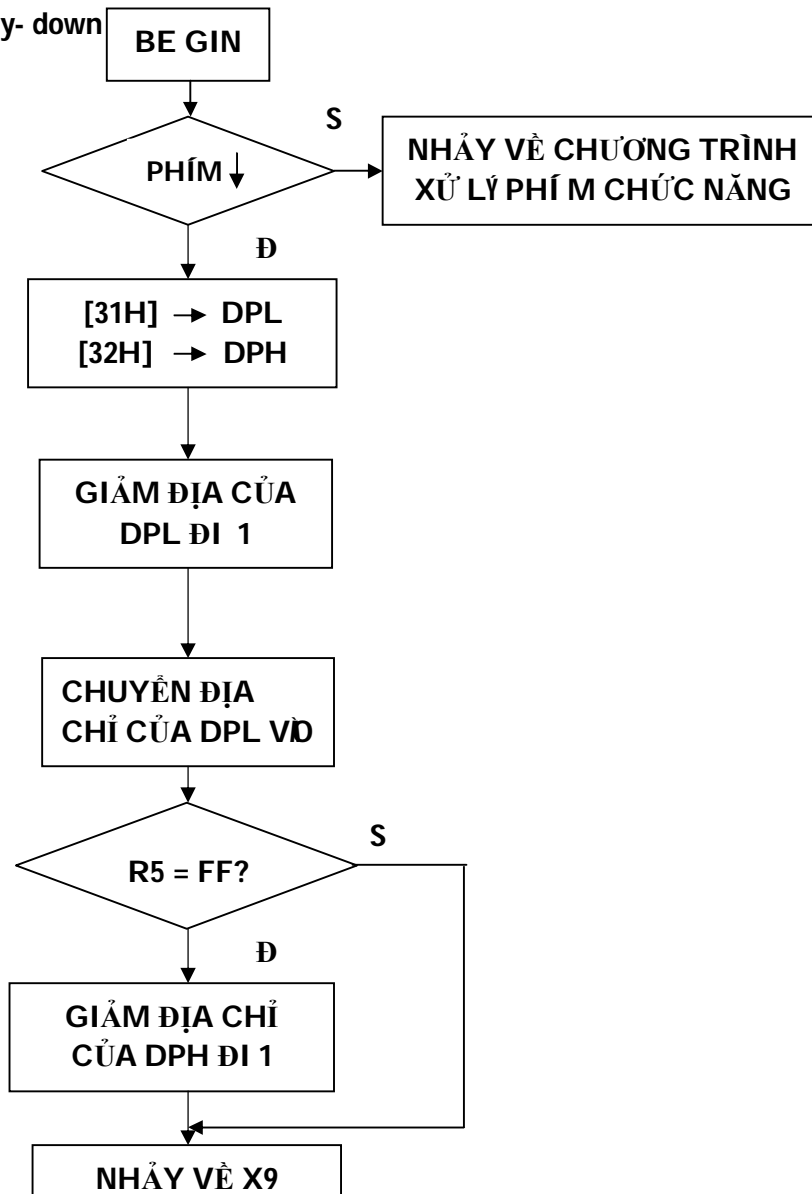 y- down
BE GIN
S
PHÍM
NHẢY VỀ CHƯƠNG TRÌNH
XỬ LÝ PHÍ M CHỨC NĂNG
Đ
[31H] → DPL
[32H] → DPH
GIẢM ĐỊA CỦA
DPL ĐI 1
CHUYỂN ĐỊA
CHỈ CỦA DPL
S
R5 = FF?
Đ
GIẢM ĐỊA CHỈ
CỦA DPH ĐI 1
NHẢY VỀ X9